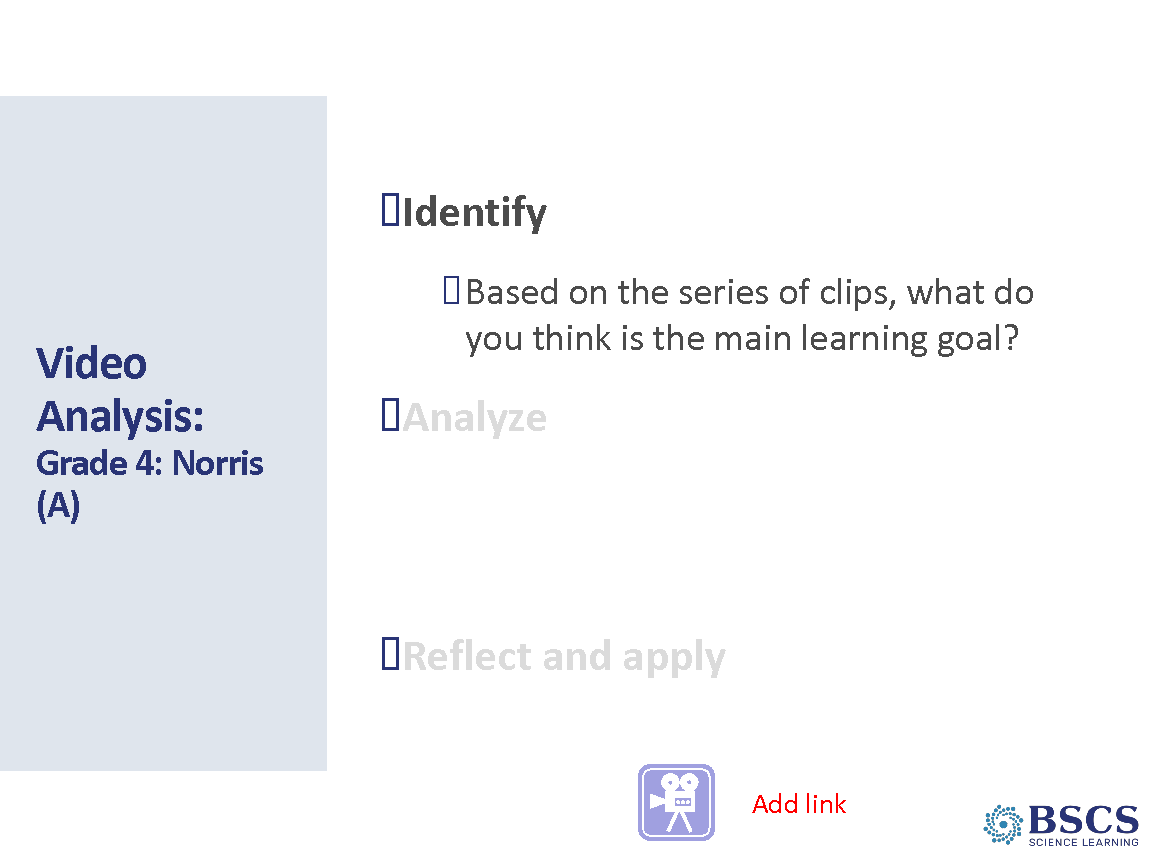 Video
Analysis:
Grade 4: Norris
(A)
Identify
Based on the series of clips, what do
you think is the main learning goal?
Analyze
Reflect and apply
Add link
BSCS
SCIENCE LEARNING